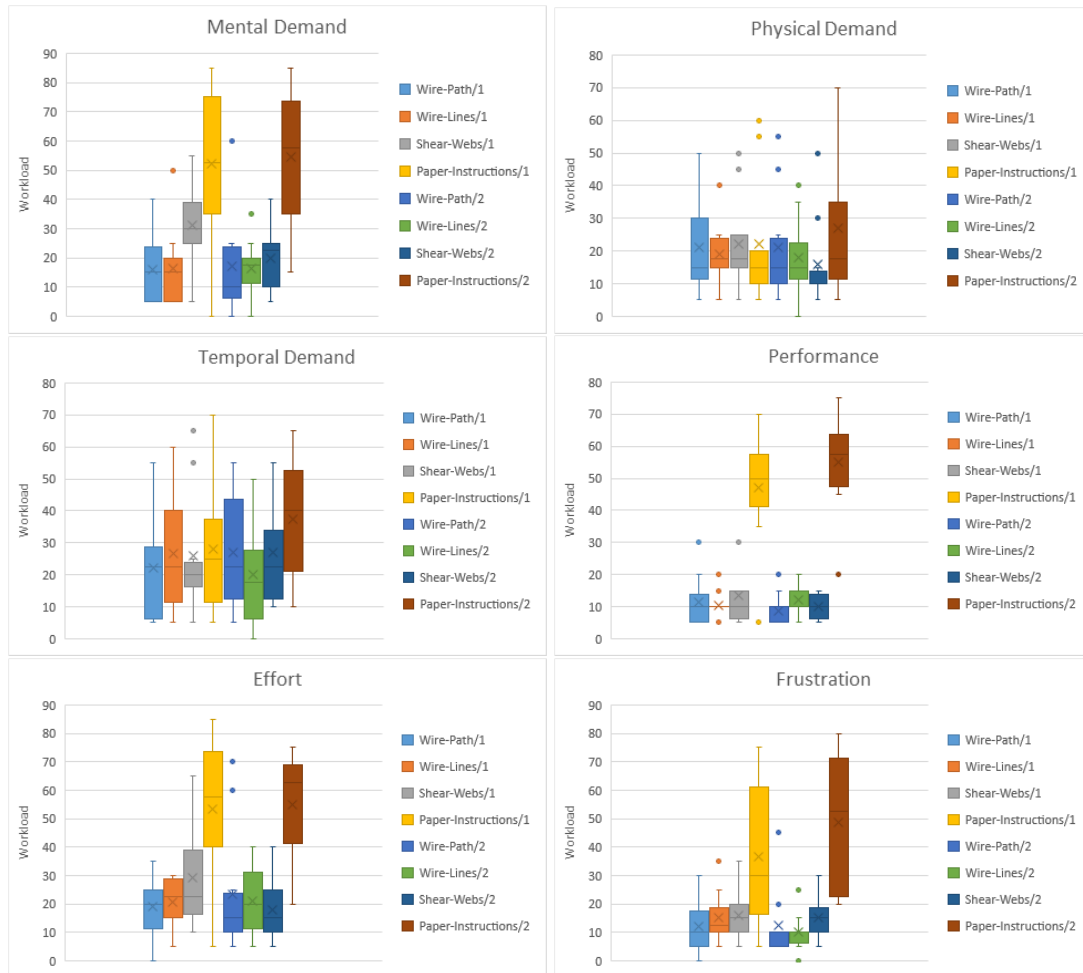 Mental Demand
90
80
70
60
50
40
30
20
10
0
Workload
Wire-Path/1
Wire-Lines/1
Shear-Webs/1
Paper-Instructions/1
Wire-Path/2
Wire-Lines/2
Shear-Webs/2
Paper-Instructions/2
Physical Demand
80
70
60
50
40
30
20
10
0
Workload
Wire-Path/1
Wire-Lines/1
Shear-Webs/1
Paper-Instructions/1
Wire-Path/2
Wire-Lines/2
Shear-Webs/2
Paper-Instructions/2
Temporal Demand
80
70
60
50
40
30
20
10
0
Workload
Wire-Path/1
Wire-Lines/1
Shear-Webs/1
Paper-Instructions/1
Wire-Path/2
Wire-Lines/2
Shear-Webs/2
Paper-Instructions/2
Performance
80
70
60
50
40
30
20
10
0
Workload
Wire-Path/1
Wire-Lines/1
Shear-Webs/1
Paper-Instructions/1
Wire-Path/2
Wire-Lines/2
Shear-Webs/2
Paper-Instructions/2
Effort
90
80
70
60
50
40
30
20
10
0
Workload
Wire-Path/1
Wire-Lines/1
Shear-Webs/1
Paper-Instructions/1
Wire-Path/2
Wire-Lines/2
Shear-Webs/2
Paper-Instructions/2
Frustration
90
80
70
60
50
40
30
20
10
0
Workload
Wire-Path/1
Wire-Lines/1
Shear-Webs/1
Paper-Instructions/1
Wire-Path/2
Wire-Lines/2
Shear-Webs/2
Paper-Instructions/2